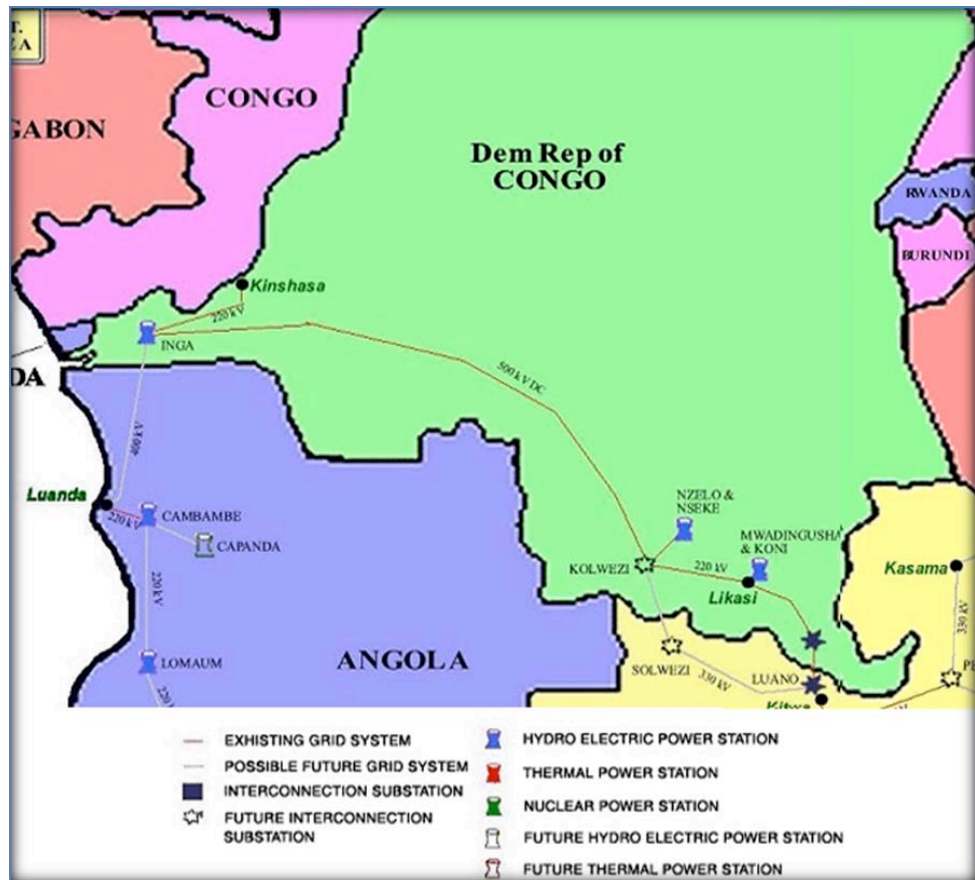 T.
CONGO
GABON
Dem Rep of
CONGO
RWANDA
BURUNDI
Kinshasa
220 kV
INGA
DA
500 kV DC
400 kV
Luanda
220 kV
CAMBAMBE
CAPANDA
NZELO &
NSEKE
MWADINGUSHA
& KONI
KOLWEZI
220 kV
Likasi
Kasama
220 kV
330 kV
LOMAUM
ANGOLA
SOLWEZI
330 kV
LUANO
Kitwe
220
EXHISTING GRID SYSTEM
POSSIBLE FUTURE GRID SYSTEM
INTERCONNECTION SUBSTATION
FUTURE INTERCONNECTION
SUBSTATION
HYDRO ELECTRIC POWER STATION
THERMAL POWER STATION
NUCLEAR POWER STATION
FUTURE HYDRO ELECTRIC POWER STATION
FUTURE THERMAL POWER STATION